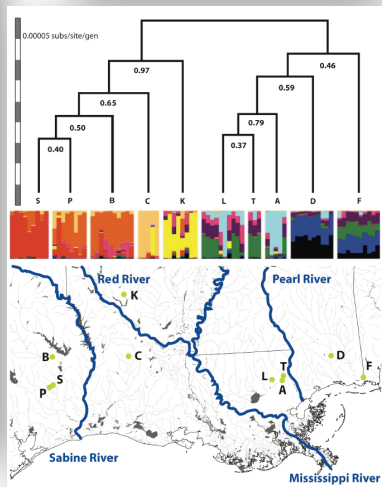 0.00005 subs/site/gen
0.46
0.97
0.59
0.65
0.79
0.50
0.37
0.40
S P B C K L T A D F
Red River
Pearl River
K
B
C
T
D
F
S
L
P
A
Sabine River
Mississippi River